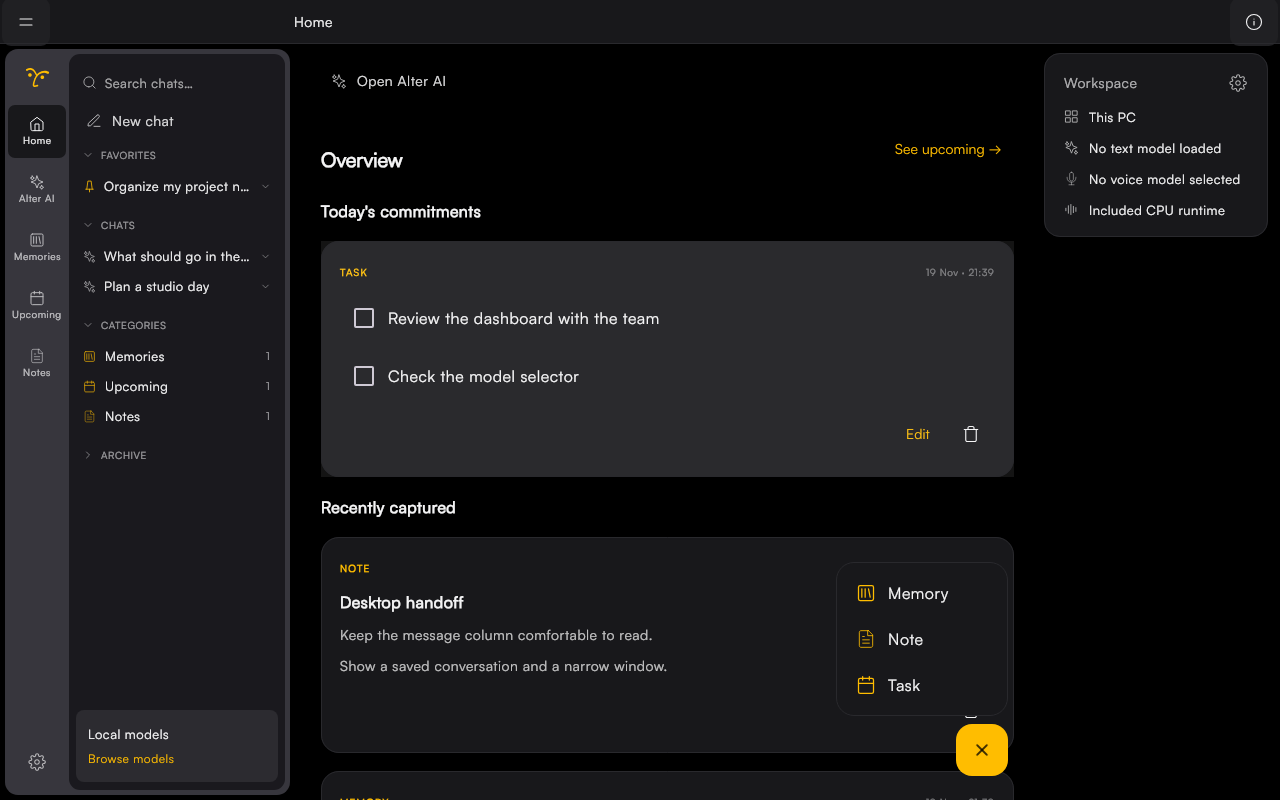 Home
Search chats...
New chat
FAVORITES
Organize my project n...
CHATS
What should go in the...
Plan a studio day
CATEGORIES
Memories 1
Upcoming 1
Notes 1
ARCHIVE
Local models
Browse models
Home
Alter AI
Memories
Upcoming
Notes
Open Alter AI
Overview
See upcoming →
Today's commitments
TASK
19 Nov • 21:39
Review the dashboard with the team
Check the model selector
Edit
Recently captured
NOTE
Desktop handoff
Keep the message column comfortable to read.
Show a saved conversation and a narrow window.
Memory
Note
Task
MEMORY
Workspace
This PC
No text model loaded
No voice model selected
Included CPU runtime